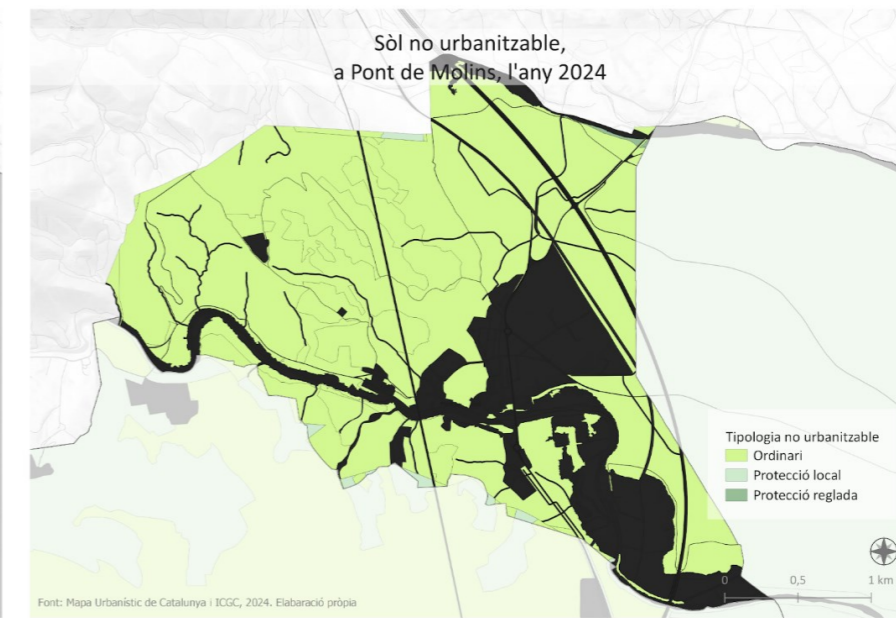 Sòl no urbanitzable,
a Pont de Molins, l'any 2024
Tipologia no urbanitzable
Ordinari
Protecció local
Protecció reglada
0 0,5 1 km
Font: Mapa Urbanístic de Catalunya i ICGC, 2024. Elabaració pròpia